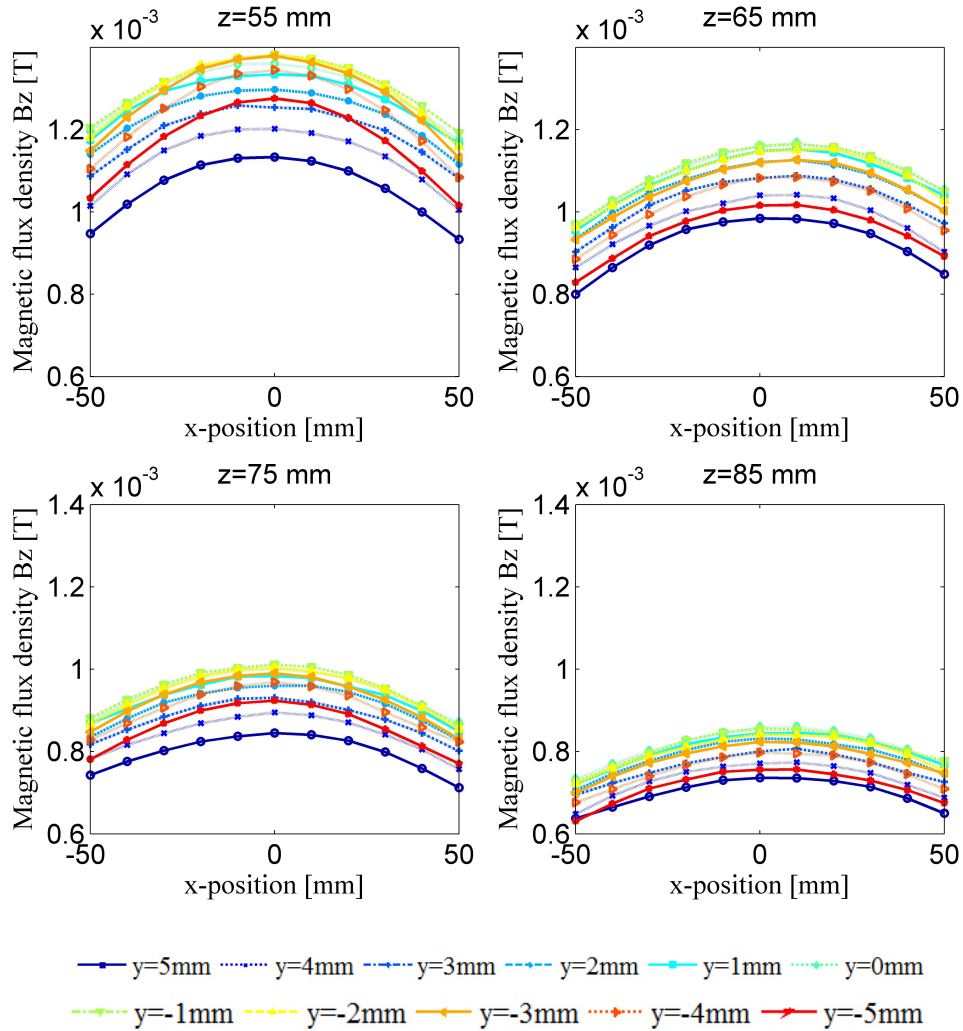 z=55 mm
z=65 mm
x 10-3
x 10-3
Magnetic flux density Bz [T]
1.2
1
0.8
0.6
-50
0
50
x-position [mm]
Magnetic flux density Bz [T]
1.2
1
0.8
0.6
-50
0
50
x-position [mm]
z=75 mm
z=85 mm
x 10-3
x 10-3
Magnetic flux density Bz [T]
1.4
1.2
1
0.8
0.6
-50
0
50
x-position [mm]
Magnetic flux density Bz [T]
1.4
1.2
1
0.8
0.6
-50
0
50
x-position [mm]
y=5mm y=4mm y=3mm y=2mm y=1mm y=0mm
y=-1mm y=-2mm y=-3mm y=-4mm y=-5mm